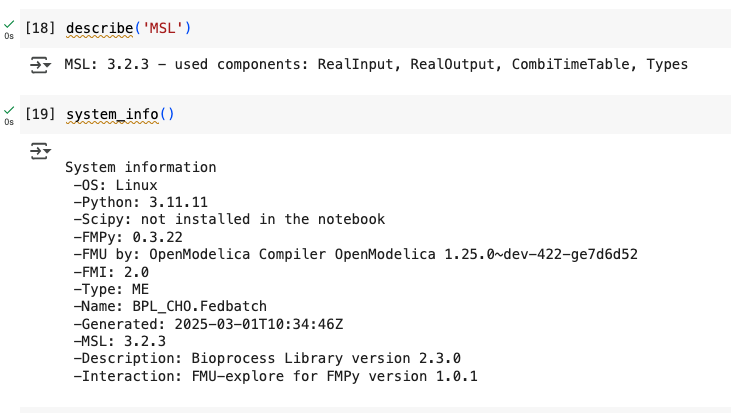 [18] describe('MSL')
0s
MSL: 3.2.3 - used components: RealInput, RealOutput, CombiTimeTable, Types
[19] system_info()
0s
System information
-OS: Linux
-Python: 3.11.11
-Scipy: not installed in the notebook
-FMPy: 0.3.22
-FMU by: OpenModelica Compiler OpenModelica 1.25.0~dev-422-ge7d6d52
-FMI: 2.0
-Type: ME
-Name: BPL_CHO.Fedbatch
-Generated: 2025-03-01T10:34:46Z
-MSL: 3.2.3
-Description: Bioprocess Library version 2.3.0
-Interaction: FMU-explore for FMPy version 1.0.1